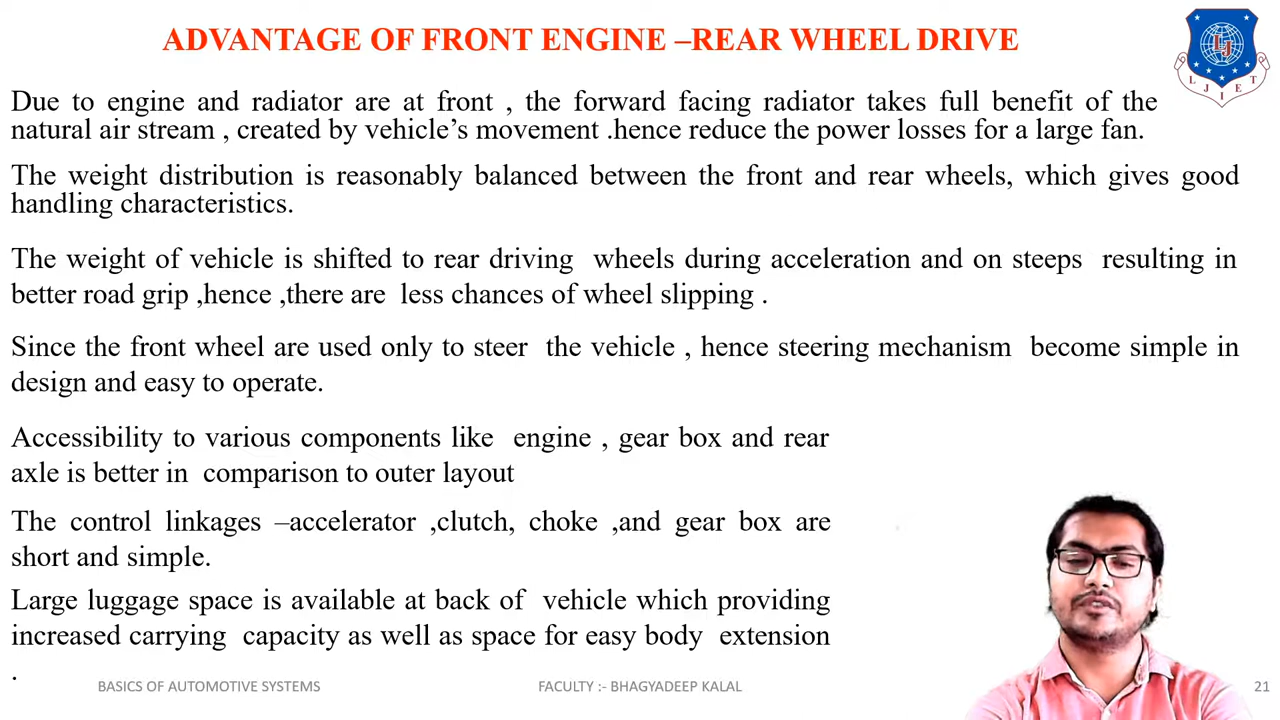 ADVANTAGE OF FRONT ENGINE –REAR WHEEL DRIVE
LJIET
Due to engine and radiator are at front , the forward facing radiator takes full benefit of the
natural air stream , created by vehicle’s movement .hence reduce the power losses for a large fan.
The weight distribution is reasonably balanced between the front and rear wheels, which gives good
handling characteristics.
The weight of vehicle is shifted to rear driving wheels during acceleration and on steeps resulting in
better road grip ,hence ,there are less chances of wheel slipping .
Since the front wheel are used only to steer the vehicle , hence steering mechanism become simple in
design and easy to operate.
Accessibility to various components like engine , gear box and rear
axle is better in comparison to outer layout
The control linkages –accelerator ,clutch, choke ,and gear box are
short and simple.
Large luggage space is available at back of vehicle which providing
increased carrying capacity as well as space for easy body extension
.
BASICS OF AUTOMOTIVE SYSTEMS
FACULTY :- BHAGYADEEP KALAL
21